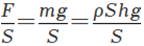 F/S = mg/S = ρShg/S